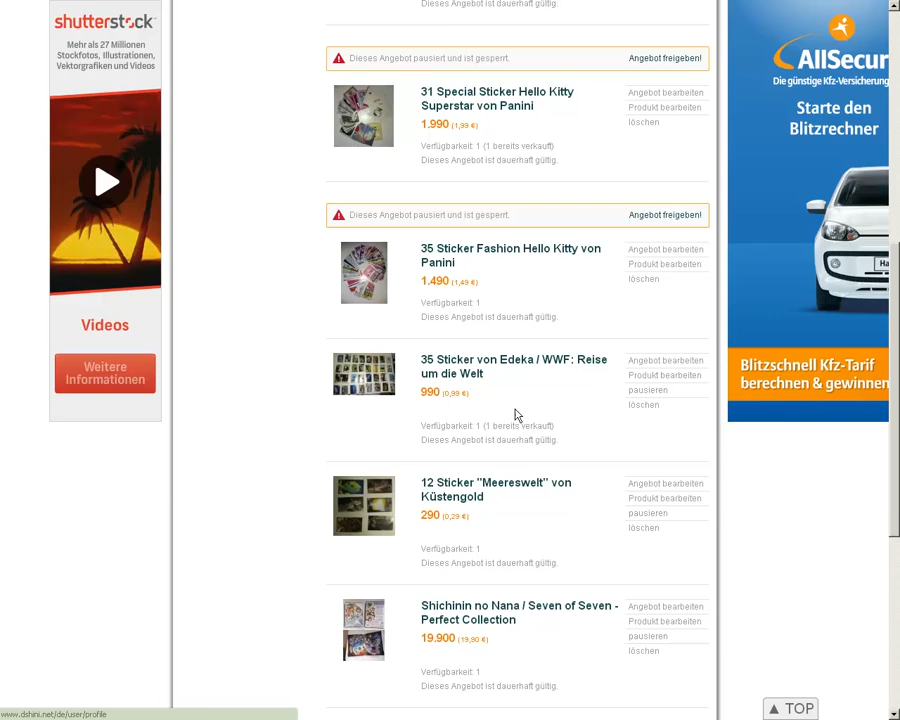 shutterstock
Mehr als 27 Millionen
Stockfotos, Illustrationen,
Vektorgrafiken und Videos
Videos
Weitere
Informationen
Dieses Angebot ist dauerhaft gültig.
Dieses Angebot pausiert und ist gesperrt.
Angebot freigeben!
31 Special Sticker Hello Kitty
Superstar von Panini
1.990 (1,99 €)
Verfügbarkeit: 1 (1 bereits verkauft)
Dieses Angebot ist dauerhaft gültig.
Angebot bearbeiten
Produkt bearbeiten
löschen
Dieses Angebot pausiert und ist gesperrt.
Angebot freigeben!
35 Sticker Fashion Hello Kitty von
Panini
1.490 (1,49 €)
Verfügbarkeit: 1
Dieses Angebot ist dauerhaft gültig.
Angebot bearbeiten
Produkt bearbeiten
löschen
35 Sticker von Edeka / WWF: Reise
um die Welt
990 (0,99 €)
Verfügbarkeit: 1 (1 bereits verkauft)
Dieses Angebot ist dauerhaft gültig.
Angebot bearbeiten
Produkt bearbeiten
pausieren
löschen
12 Sticker "Meereswelt" von
Küstengold
290 (0,29 €)
Verfügbarkeit: 1
Dieses Angebot ist dauerhaft gültig.
Angebot bearbeiten
Produkt bearbeiten
pausieren
löschen
Shichinin no Nana / Seven of Seven -
Perfect Collection
19.900 (19,90 €)
Verfügbarkeit: 1
Dieses Angebot ist dauerhaft gültig.
Angebot bearbeiten
Produkt bearbeiten
pausieren
löschen
AllSecur
Die günstige Kfz-Versicherung
Starte den
Blitzrechner
Ha
Blitzschnell Kfz-Tarif
berechnen & gewinnen
▲ TOP
www.dshini.net/de/user/profile